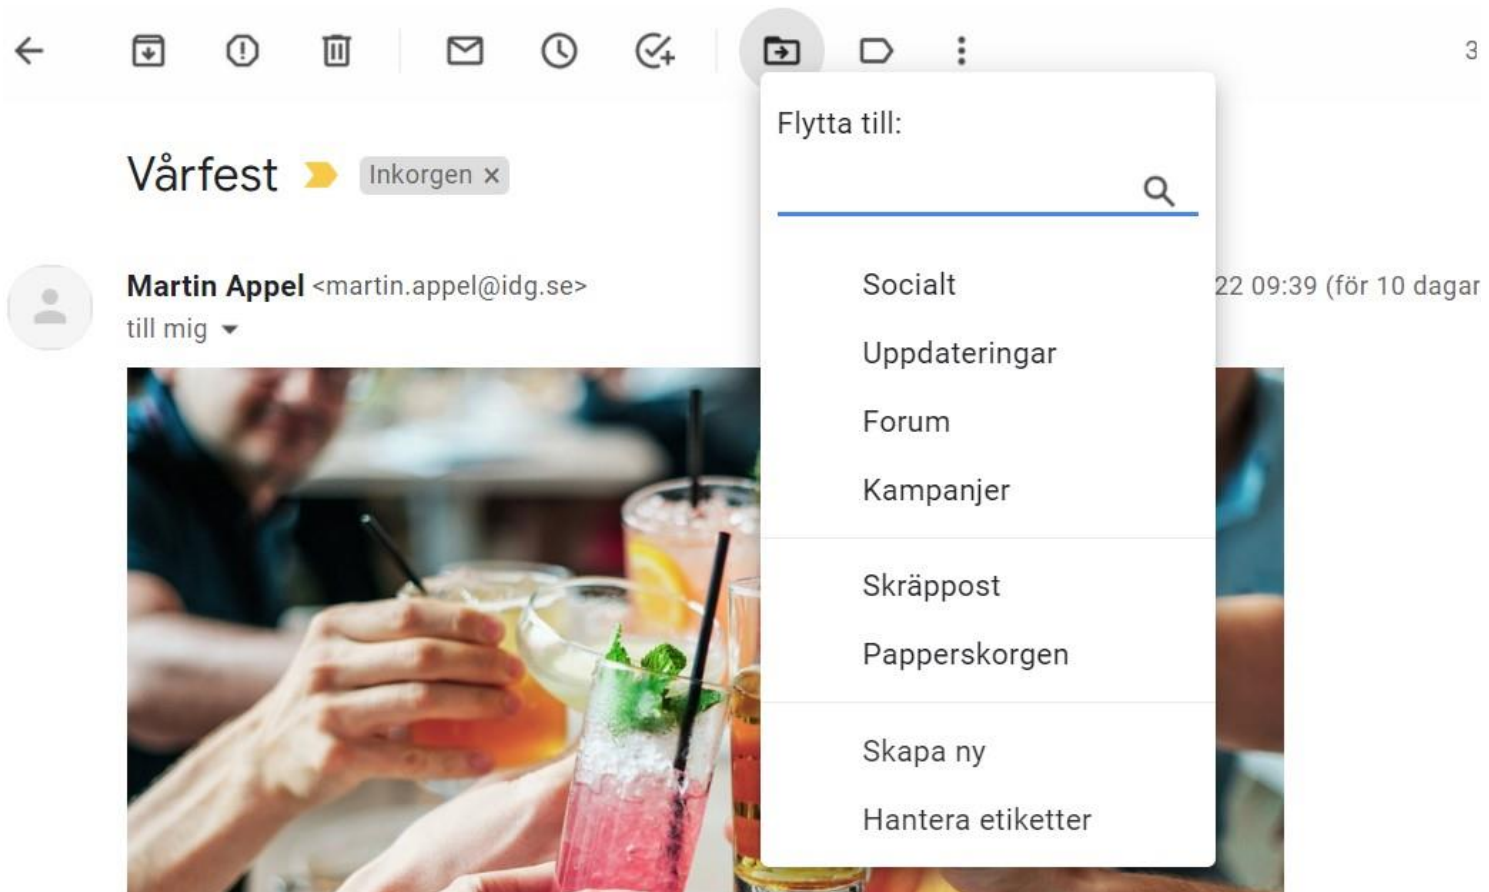 3
Flytta till:
Vårfest Inkorgen ×
Martin Appel <martin.appel@idg.se>
22 09:39 (för 10 dagar
till mig
Socialt
Uppdateringar
Forum
Kampanjer
Skräppost
Papperskorgen
Skapa ny
Hantera etiketter